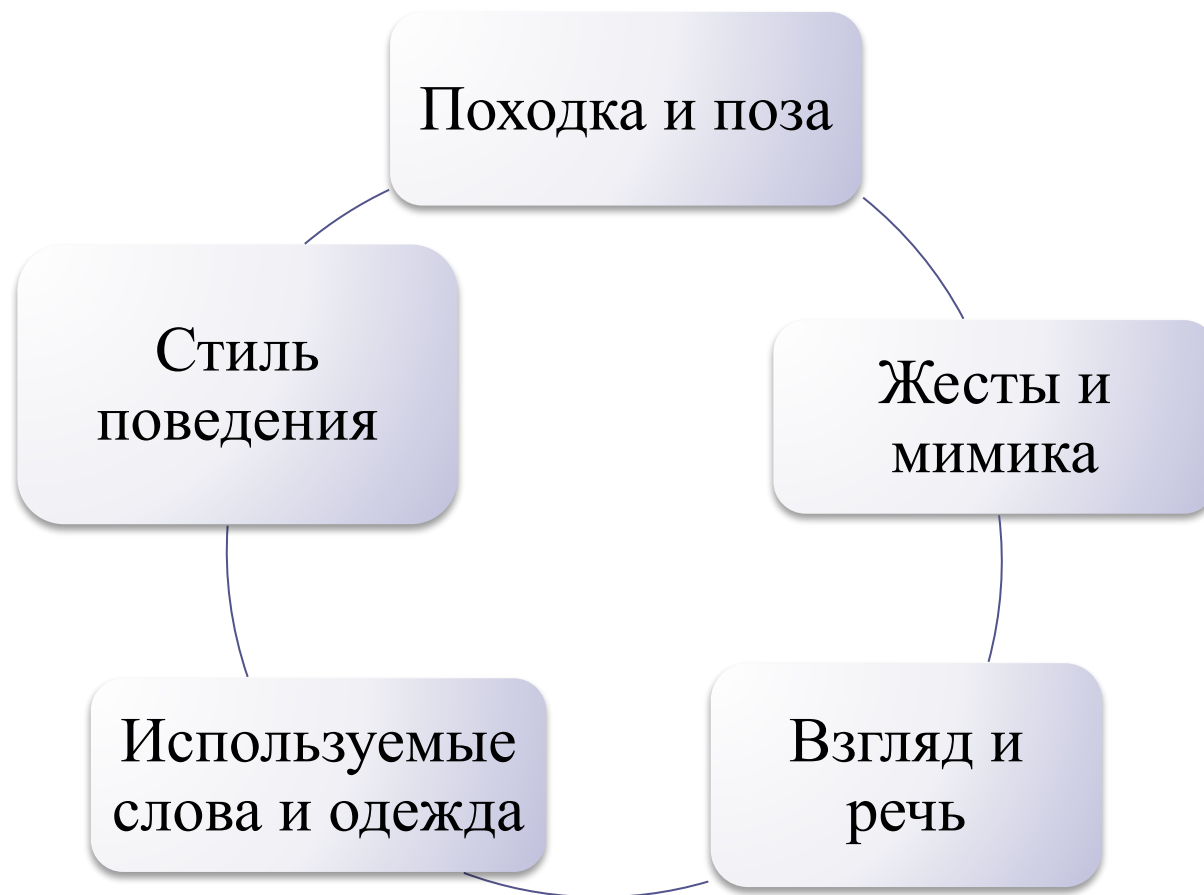 Походка и поза
Стиль
поведения
Жесты и
мимика
Используемые
слова и одежда
Взгляд и
речь